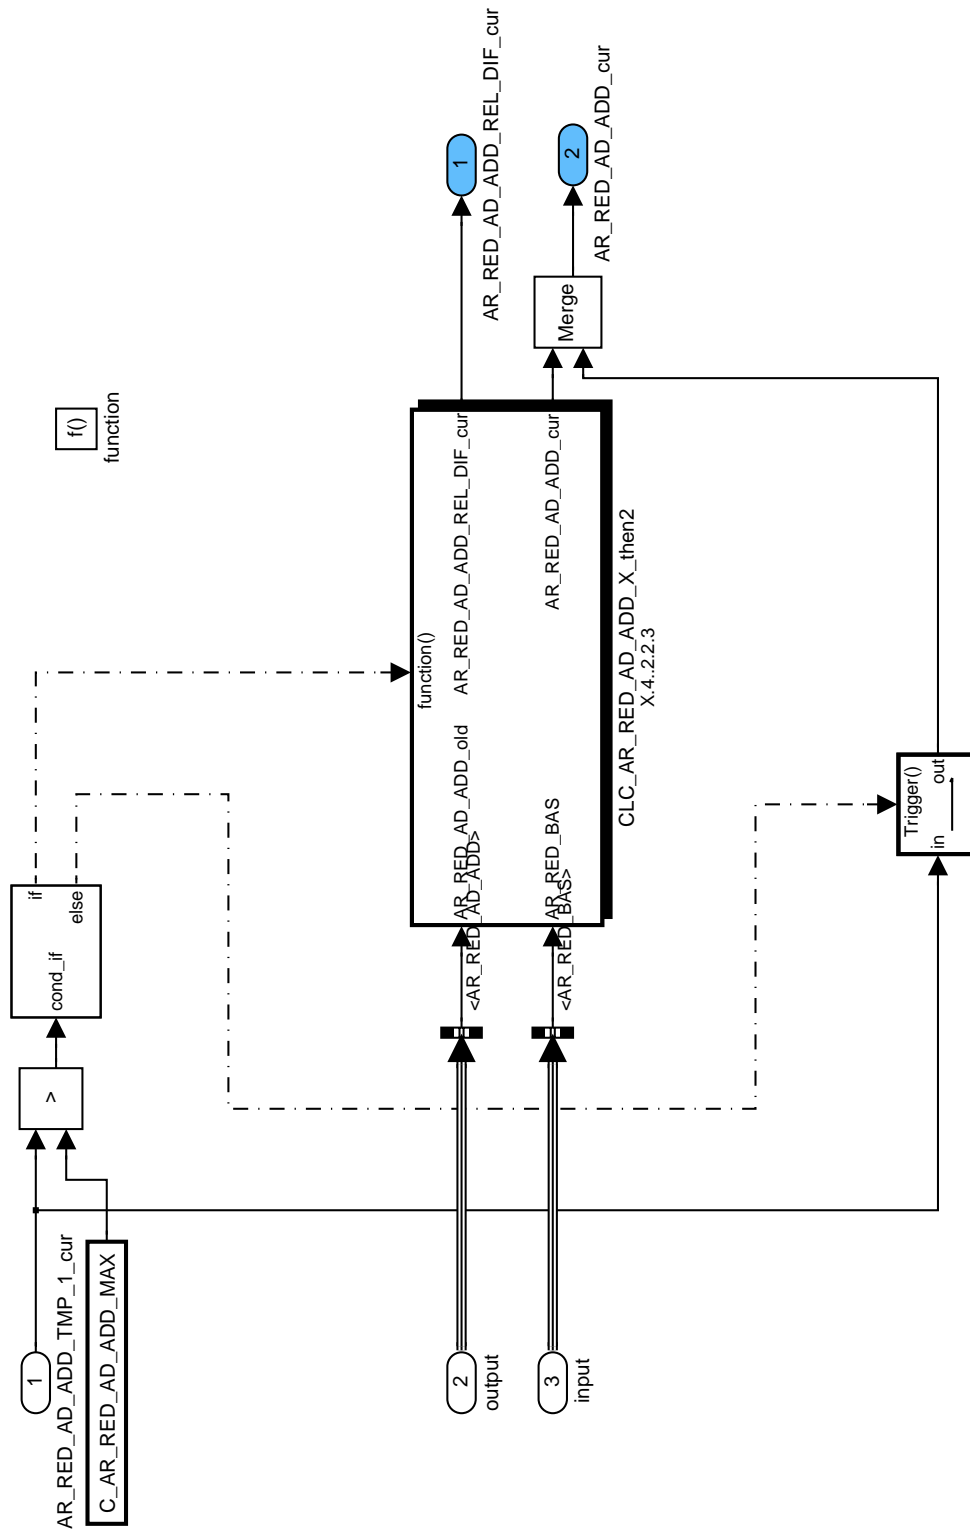 1
AR_RED_AD_ADD_TMP_1_cur
C_AR_RED_AD_ADD_MAX
>
cond_if
if
else
f()
function
2
output
3
input
<AR_RED_AD_ADD>
<AR_RED_BAS>
function()
AR_RED_AD_ADD_old
AR_RED_AD_ADD_REL_DIF_cur
AR_RED_BAS
AR_RED_AD_ADD_cur
CLC_AR_RED_AD_ADD_X_then2
X.4..2.2.3
Merge
1
AR_RED_AD_ADD_REL_DIF_cur
2
AR_RED_AD_ADD_cur
Trigger()
in
out